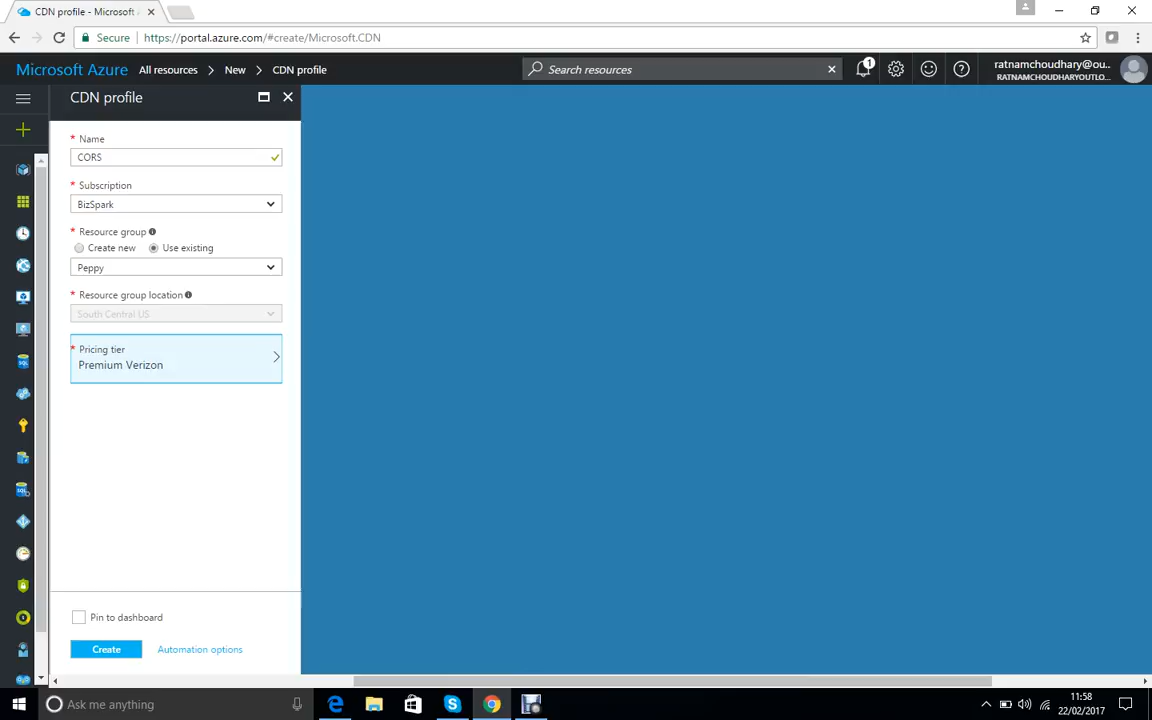 CDN profile - Microsoft
Secure
https://portal.azure.com/#create/Microsoft.CDN
Microsoft Azure
All resources > New > CDN profile
Search resources
1
ratnamchoudhary@ou...
RATNAMCHOUDHARYOUTLO...
CDN profile
* Name
CORS
* Subscription
BizSpark
* Resource group
Create new
Use existing
Peppy
* Resource group location
South Central US
* Pricing tier
Premium Verizon
Pin to dashboard
Create
Automation options
Ask me anything
11:58
22/02/2017